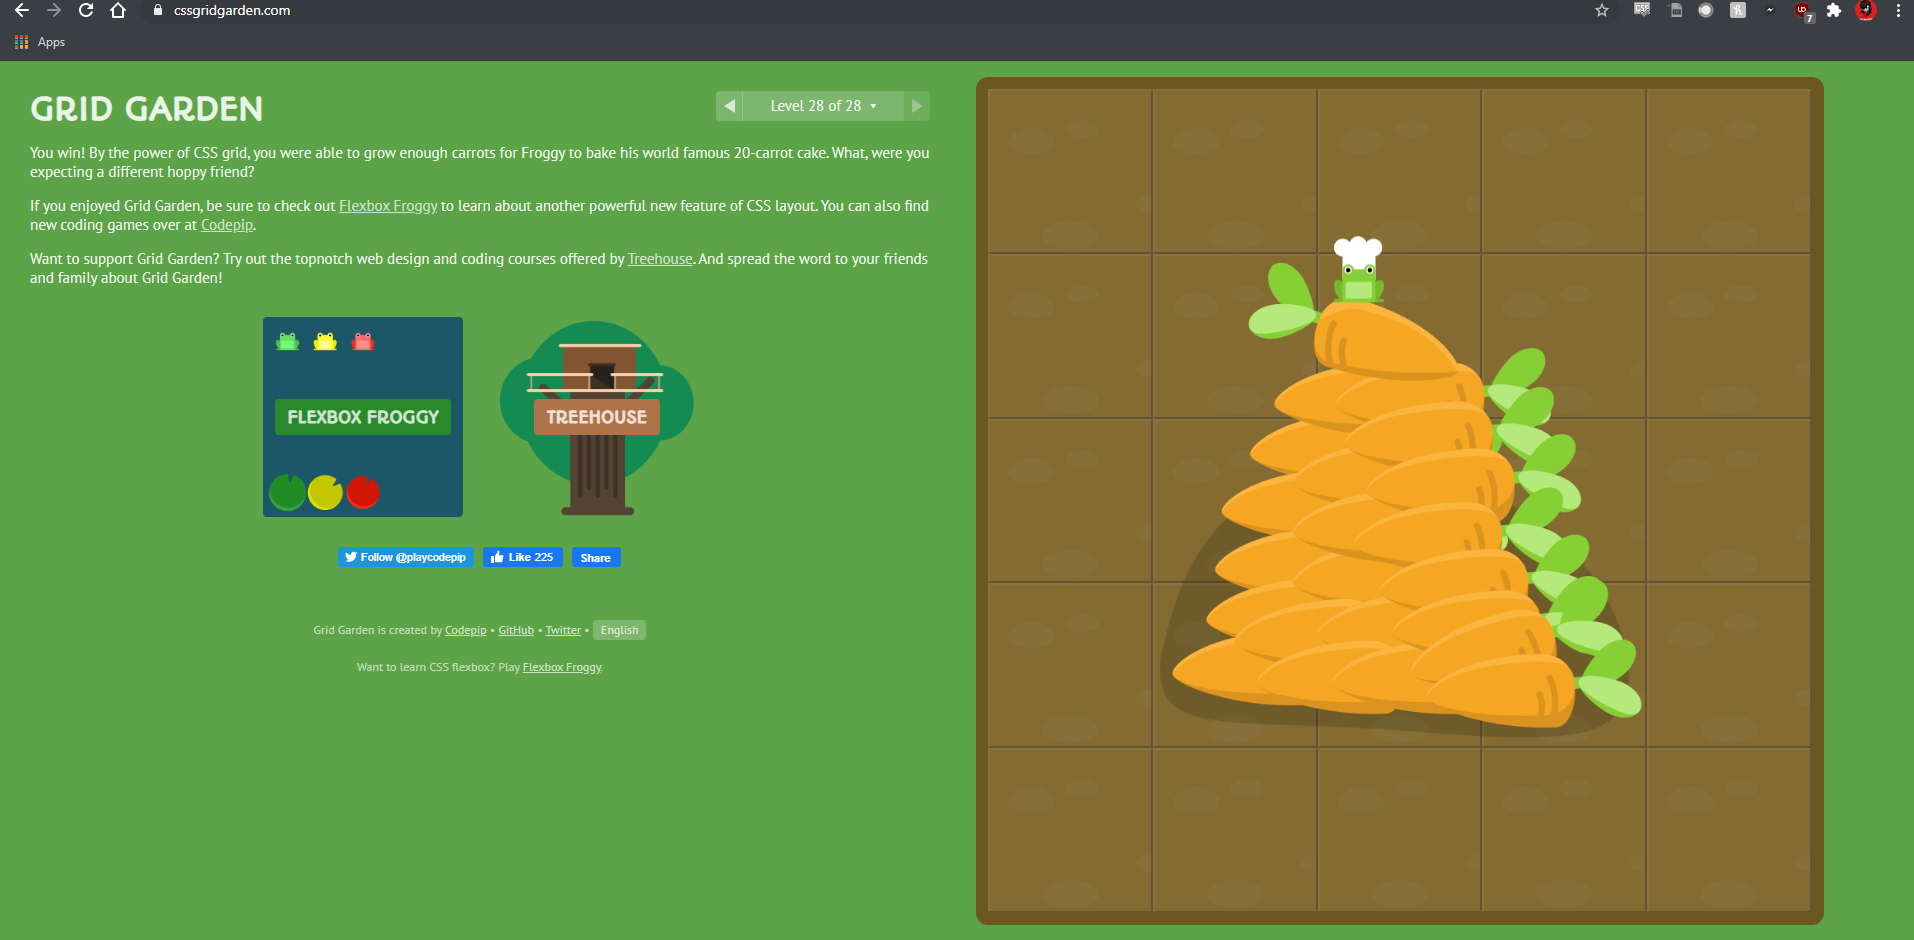 cssgridgarden.com
CSS
UD
7
Apps
GRID GARDEN
Level 28 of 28
You win! By the power of CSS grid, you were able to grow enough carrots for Froggy to bake his world famous 20-carrot cake. What, were you
expecting a different hoppy friend?
If you enjoyed Grid Garden, be sure to check out Flexbox Froggy to learn about another powerful new feature of CSS layout. You can also find
new coding games over at Codepip.
Want to support Grid Garden? Try out the topnotch web design and coding courses offered by Treehouse. And spread the word to your friends
and family about Grid Garden!
FLEXBOX FROGGY
TREEHOUSE
Follow @playcodepip
Like 225
Share
Grid Garden is created by Codepip • GitHub • Twitter • English
Want to learn CSS flexbox? Play Flexbox Froggy.